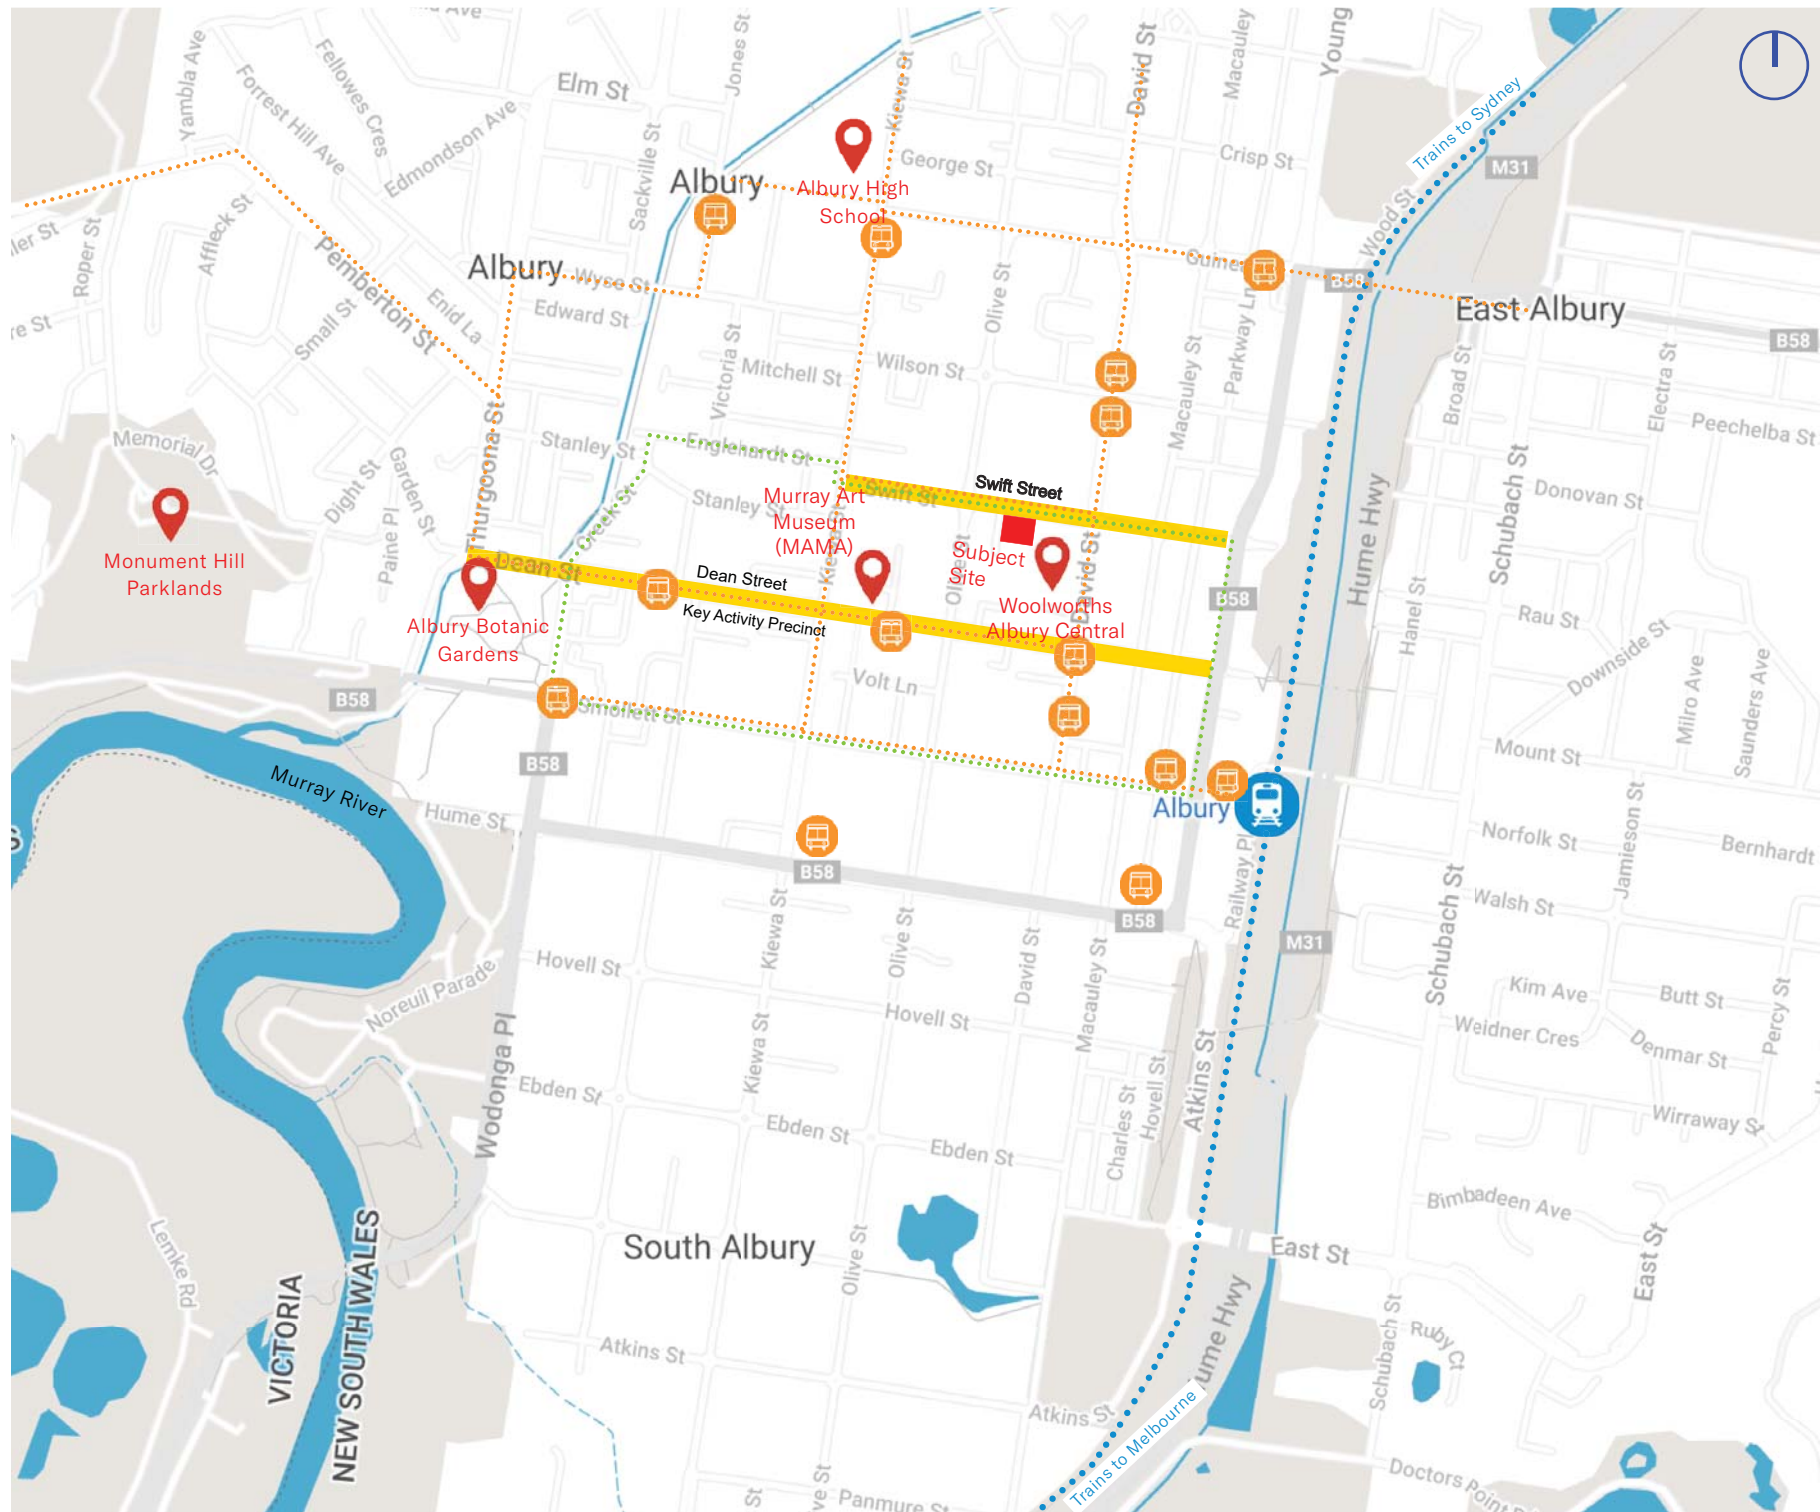 Yambla Ave
Fellowes Cres
Forrest Hill Ave
Edmondson Ave
Elm St
Jones St
Kiewa St
David St
Macauley
Young
Trains to Sydney
M31
Sackville St
Albury
Albury High
School
George St
Crisp St
Wood St
Roper St
Affleck St
Pemberton St
Small St
Enid La
Albury
Wyse St
Edward St
Olive St
Parkway Ln
B58
East Albury
B58
Victoria St
Mitchell St
Wilson St
Macauley St
Broad St
Electra St
Peechelba St
Memorial Dr
Garden St
Dight St
Paine Pl
Thurgoona St
Stanley St
Englehardt St
Swift St
Swift Street
Stanley St
Murray Art
Museum
(MAMA)
Kiewa St
Creek St
Subject
Site
David St
Hume Hwy
Schubach St
Donovan St
Monument Hill
Parklands
Dean St
Dean Street
Key Activity Precinct
Woolworths
Albury Central
B58
Hanel St
Rau St
Downside St
Albury Botanic
Gardens
Volt Ln
Smollett St
B58
B58
Milro Ave
Saunders Ave
Mount St
Murray River
Hume St
Albury
Railway Pl
Norfolk St
Jamieson St
Bernhardt
B58
B58
Walsh St
Schubach St
M31
Hovell St
Kiewa St
Olive St
David St
Macauley St
Noreuil Parade
Hovell St
Kim Ave
Butt St
Percy St
Weidner Cres
Denmar St
Wodonga Pl
Kiewa St
Ebden St
Ebden St
Ebden St
Charles St
Hovell St
Atkins St
Wirraway St
Bimbadeen Ave
Lemke Rd
VICTORIA
NEW SOUTH WALES
South Albury
Olive St
East St
East St
Atkins St
Atkins St
Schubach St
Ruby Ct
Trains to Melbourne
Panmure St
Doctors Point